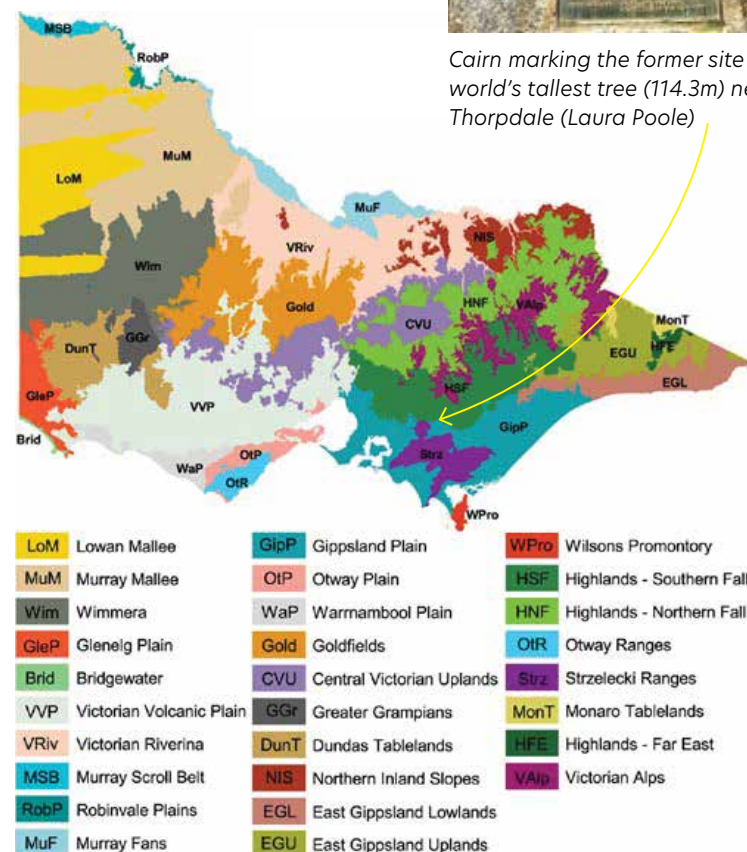 Cairn marking the former site
world's tallest tree (114.3m)
Thorpdale (Laura Poole)
MSB
RobP
MuM
LoM
MuF
VRiv
NIS
Wim
Gold
HNF
VAlp
CVU
MonT
GGr
DunT
EGU
HFE
HSF
EGL
GleP
VVP
GipP
Brid
OtP
Strz
WaP
OtR
WPro
LoM Lowan Mallee
MuM Murray Mallee
Wim Wimmera
GleP Glenelg Plain
Brid Bridgewater
VVP Victorian Volcanic Plain
VRiv Victorian Riverina
MSB Murray Scroll Belt
RobP Robinvale Plains
MuF Murray Fans
GipP Gippsland Plain
OtP Otway Plain
WaP Warrnambool Plain
Gold Goldfields
CVU Central Victorian Uplands
GGr Greater Grampians
DunT Dundas Tablelands
NIS Northern Inland Slopes
EGL East Gippsland Lowlands
EGU East Gippsland Uplands
WPro Wilsons Promontory
HSF Highlands - Southern Fall
HNF Highlands - Northern Fall
OtR Otway Ranges
Strz Strzelecki Ranges
MonT Monaro Tablelands
HFE Highlands - Far East
VAlp Victorian Alps